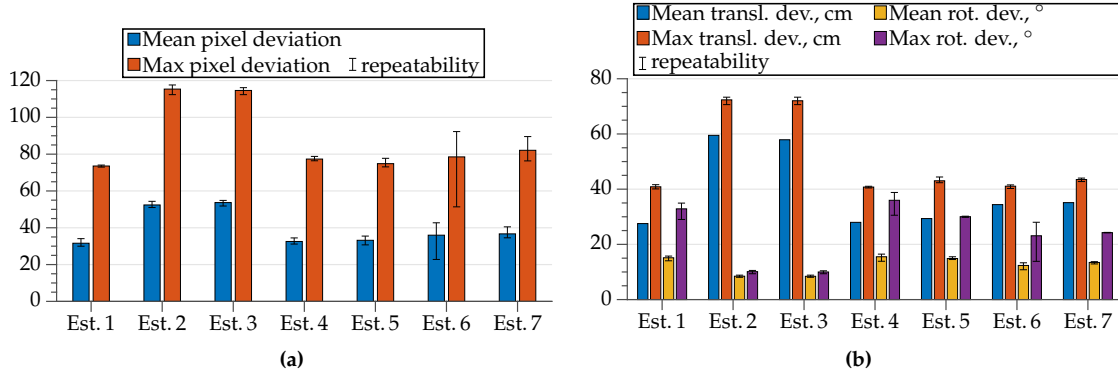 Mean pixel deviation
Max pixel deviation repeatability
120
100
80
60
40
20
0
Est. 1 Est. 2 Est. 3 Est. 4 Est. 5 Est. 6 Est. 7
(a)
Mean transl. dev., cm Mean rot. dev., °
Max transl. dev., cm Max rot. dev., °
repeatability
80
60
40
20
0
Est. 1 Est. 2 Est. 3 Est. 4 Est. 5 Est. 6 Est. 7
(b)